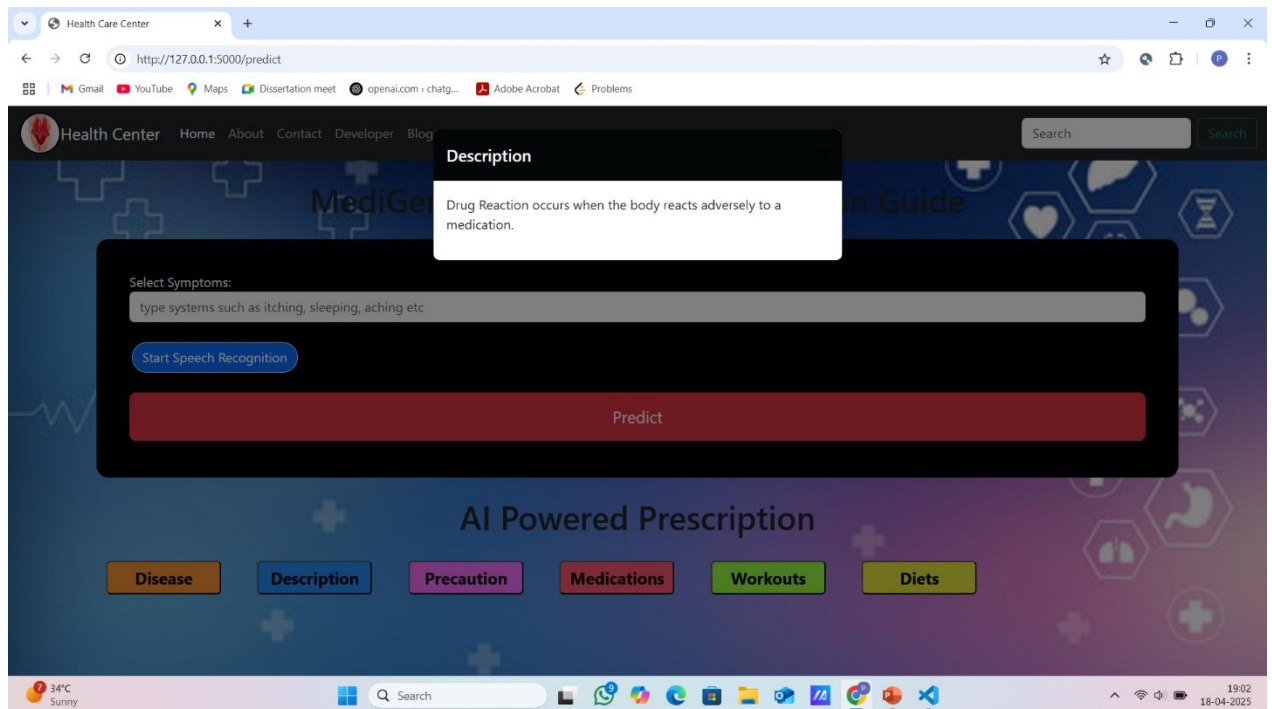 Health Care Center
http://127.0.0.1:5000/predict
Gmail YouTube Maps Dissertation meet openai.com › chatg... Adobe Acrobat Problems
Health Center Home About Contact Developer Blog Search Search
Description
MediGe n Guide
Drug Reaction occurs when the body reacts adversely to a
medication.
Select Symptoms:
type systems such as itching, sleeping, aching etc
Start Speech Recognition
Predict
AI Powered Prescription
Disease Description Precaution Medications Workouts Diets
7 34°C
Sunny
Search
19:02
18-04-2025
P